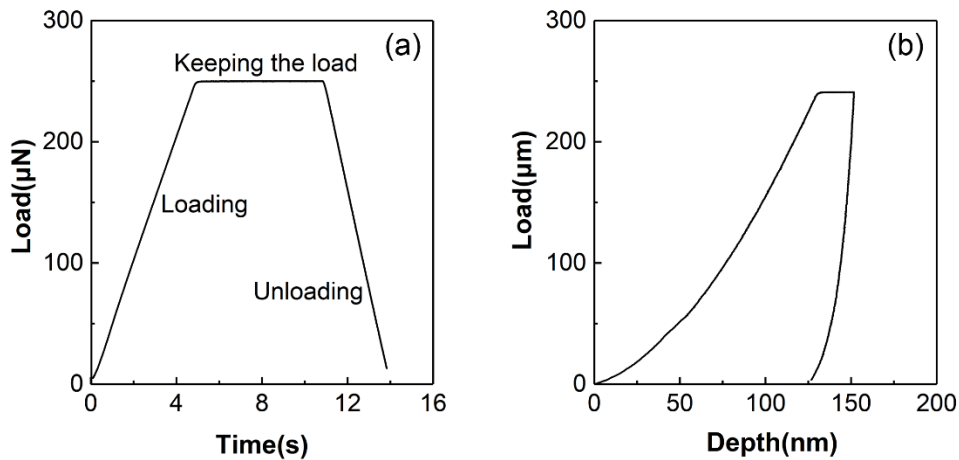 300
(a)
Keeping the load
200
Load(μN)
Loading
100
Unloading
0
0 4 8 12 16
Time(s)
300
(b)
200
Load(μm)
100
0
0 50 100 150 200
Depth(nm)